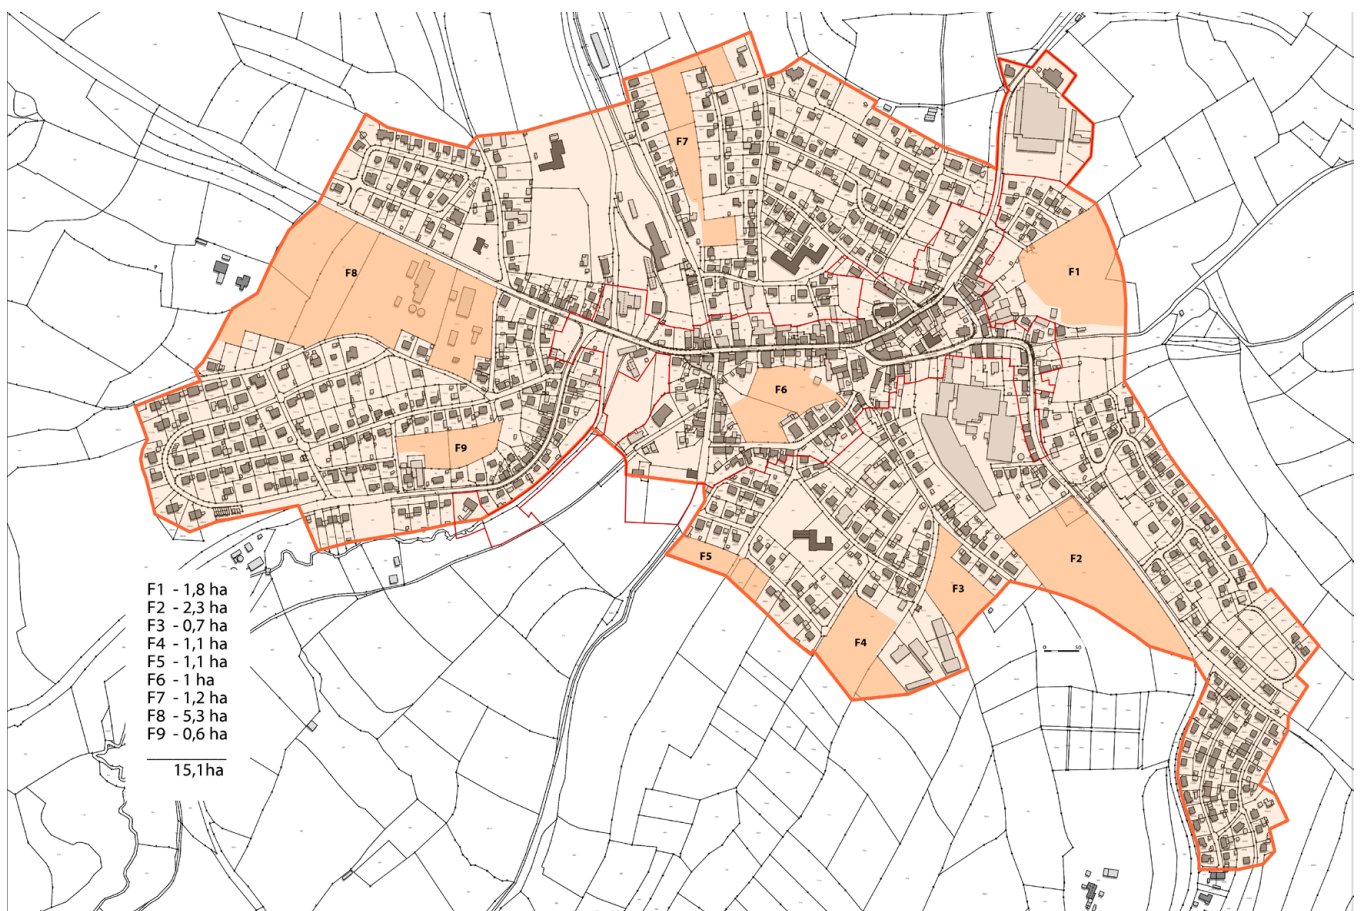 F7
F8
F1
F6
F9
F2
F5
F3
F4
0 50
F1 - 1,8 ha
F2 - 2,3 ha
F3 - 0,7 ha
F4 - 1,1 ha
F5 - 1,1 ha
F6 - 1 ha
F7 - 1,2 ha
F8 - 5,3 ha
F9 - 0,6 ha
15,1ha